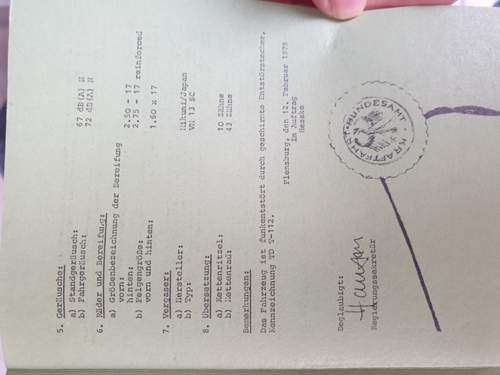 5. Geräusche:
a) Standgeräusch: 67 dB(A) N
b) Fahrgeräusch: 72 dB(A) N
6. Räder und Bereifung:
a) Größenbezeichnung der Bereifung
vorn: 2.50 - 17
hinten: 2.75 - 17 reinforced
b) Felgengröße:
vorn und hinten: 1.60 x 17
7. Vergaser:
a) Hersteller: Mikuni/Japan
b) Typ: VM 13 SC
8. Übersetzung:
a) Kettenritzel: 10 Zähne
b) Kettenrad: 43 Zähne
Bemerkungen:
Das Fahrzeug ist funkentstört durch geschirmte Entstörstecker,
Kennzeichnung TD T-112.
Flensburg, den 12. Februar 1979
Im Auftrag
Messke
Beglaubigt:
Regierungssekretär
KRAFTFAHRT-BUNDESAMT